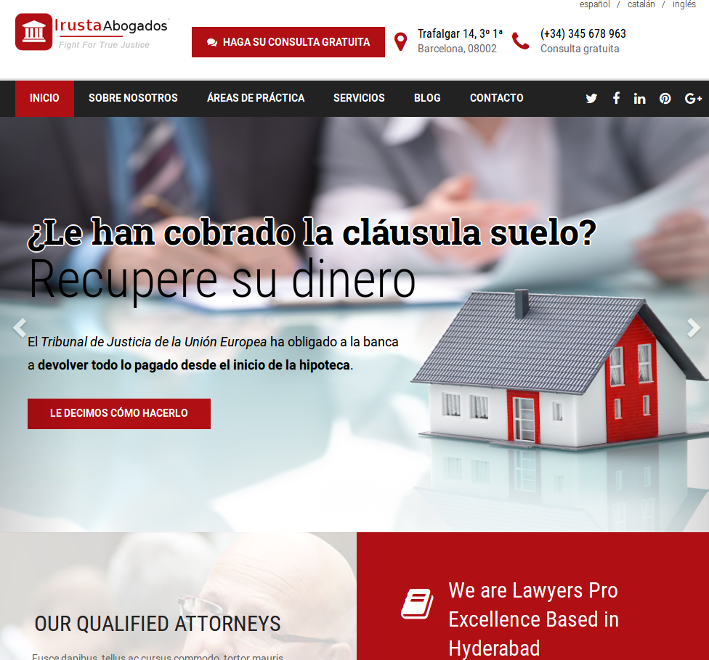 español / catalán / inglés
Irusta Abogados
Fight For True Justice
HAGA SU CONSULTA GRATUITA
Trafalgar 14, 3º 1ª
Barcelona, 08002
(+34) 345 678 963
Consulta gratuita
INICIO SOBRE NOSOTROS ÁREAS DE PRÁCTICA SERVICIOS BLOG CONTACTO
¿Le han cobrado la cláusula suelo?
Recupere su dinero
El Tribunal de Justicia de la Unión Europea ha obligado a la banca
a devolver todo lo pagado desde el inicio de la hipoteca.
LE DECIMOS CÓMO HACERLO
OUR QUALIFIED ATTORNEYS
Fusce dapibus, tellus ac cursus commodo, tortor mauris
We are Lawyers Pro
Excellence Based in
Hyderabad